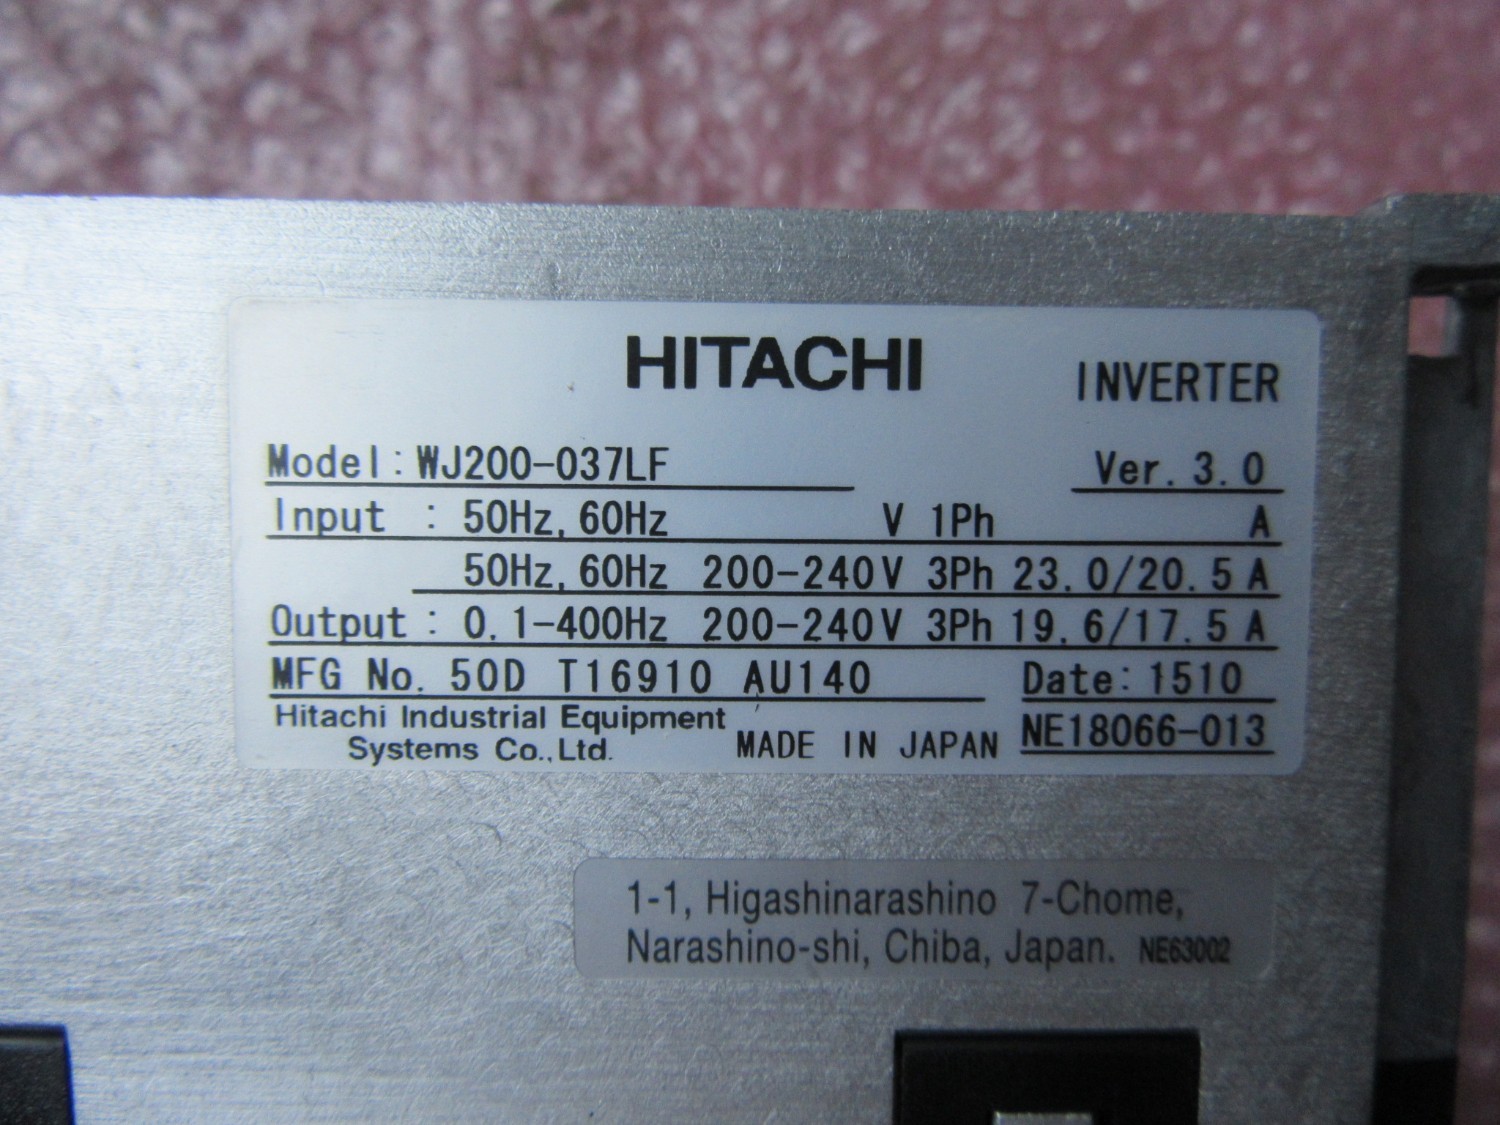 HITACHI INVERTER
Model: WJ200-037LF Ver. 3.0
Input : 50Hz, 60Hz V 1Ph A
50Hz, 60Hz 200-240V 3Ph 23.0/20.5 A
Output : 0.1-400Hz 200-240V 3Ph 19.6/17.5 A
MFG No. 50D T16910 AU140 Date: 1510
Hitachi Industrial Equipment
Systems Co., Ltd. MADE IN JAPAN NE18066-013
1-1, Higashinarashino 7-Chome,
Narashino-shi, Chiba, Japan. NE63002